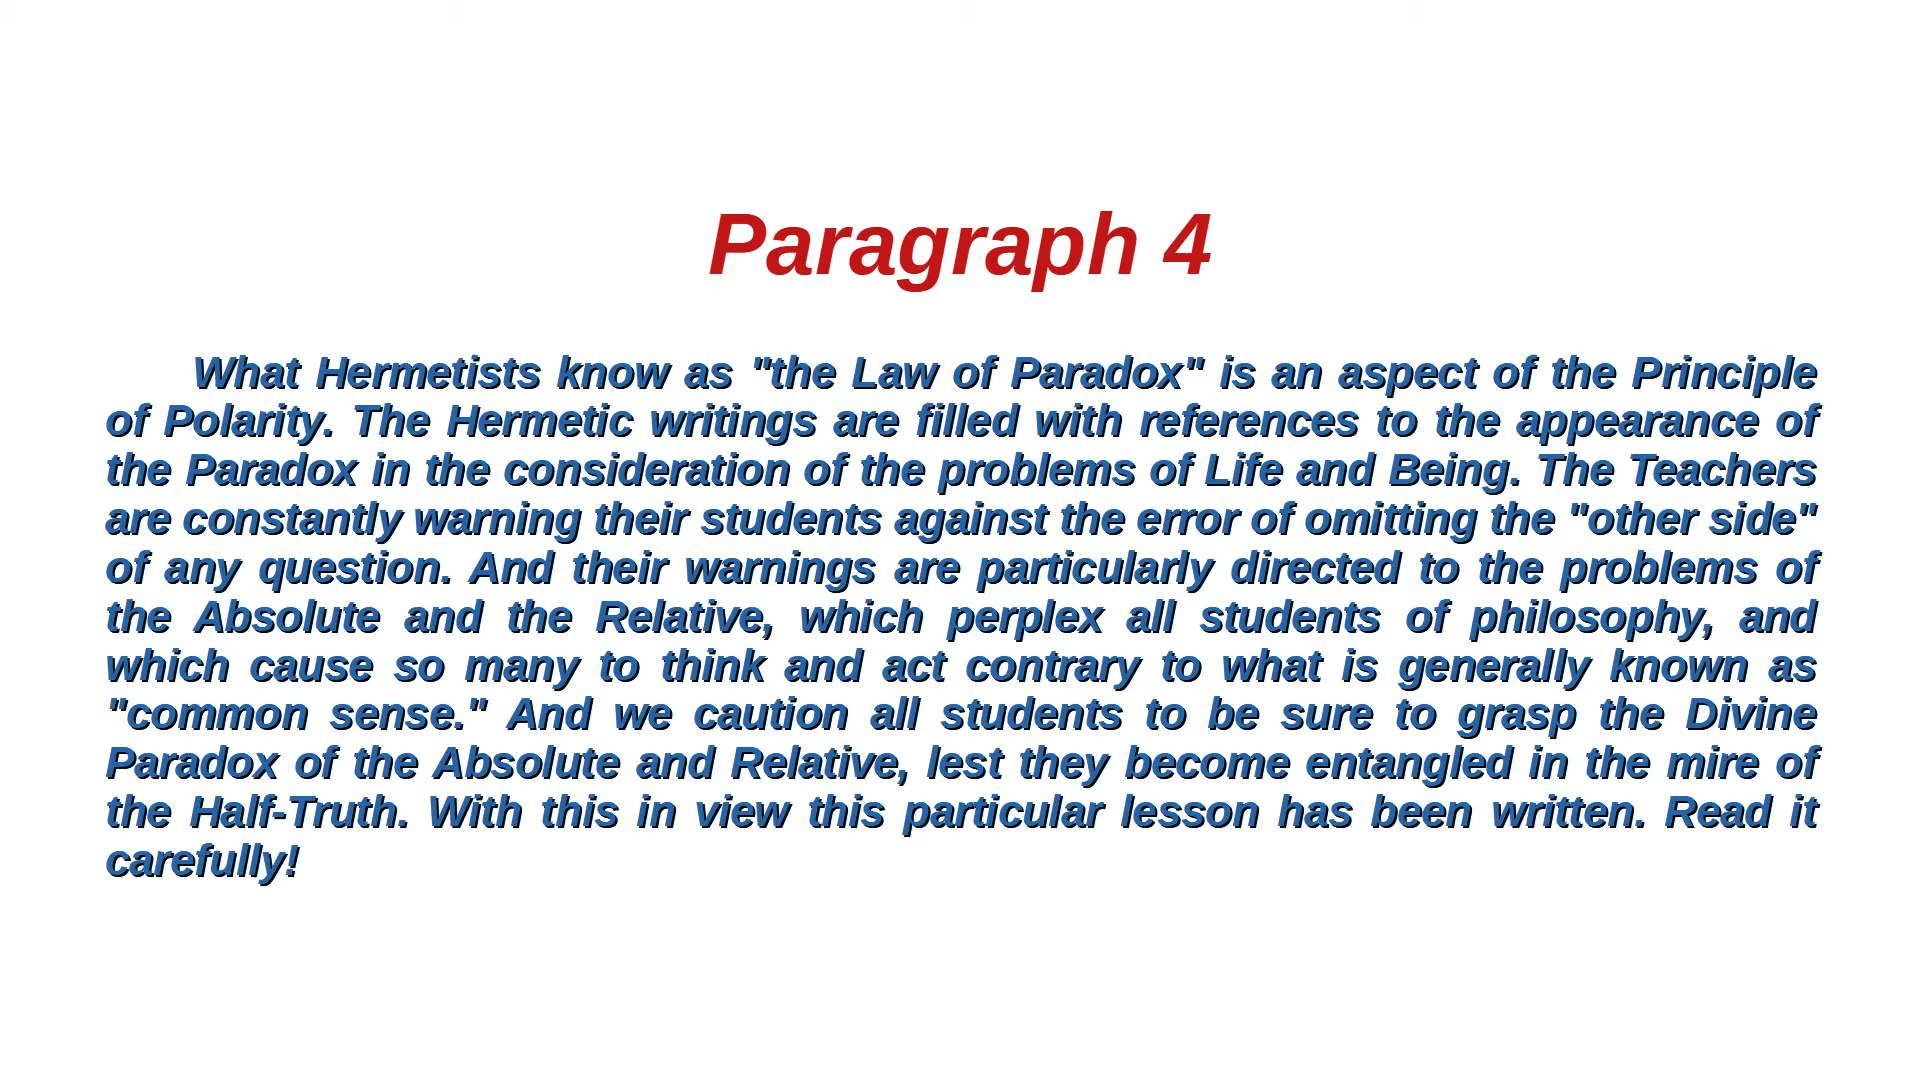 Paragraph 4
What Hermetists know as "the Law of Paradox" is an aspect of the Principle
of Polarity. The Hermetic writings are filled with references to the appearance of
the Paradox in the consideration of the problems of Life and Being. The Teachers
are constantly warning their students against the error of omitting the "other side"
of any question. And their warnings are particularly directed to the problems of
the Absolute and the Relative, which perplex all students of philosophy, and
which cause so many to think and act contrary to what is generally known as
"common sense." And we caution all students to be sure to grasp the Divine
Paradox of the Absolute and Relative, lest they become entangled in the mire of
the Half-Truth. With this in view this particular lesson has been written. Read it
carefully!